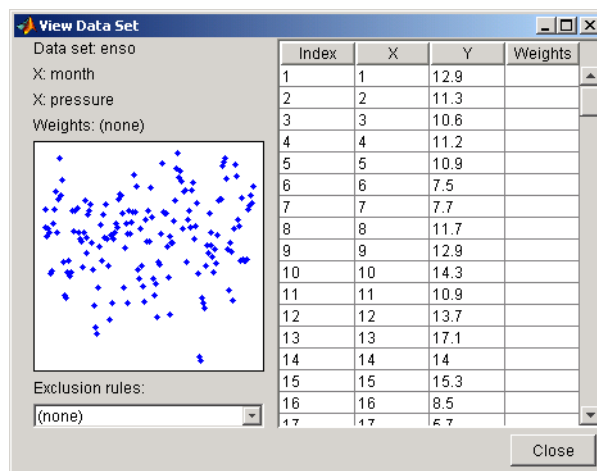 View Data Set
Data set: enso
X: month
X: pressure
Weights: (none)
Index X Y Weights
1 1 12.9
2 2 11.3
3 3 10.6
4 4 11.2
5 5 10.9
6 6 7.5
7 7 7.7
8 8 11.7
9 9 12.9
10 10 14.3
11 11 10.9
12 12 13.7
13 13 17.1
14 14 14
15 15 15.3
16 16 8.5
17 17 5.7
Exclusion rules:
(none)
Close